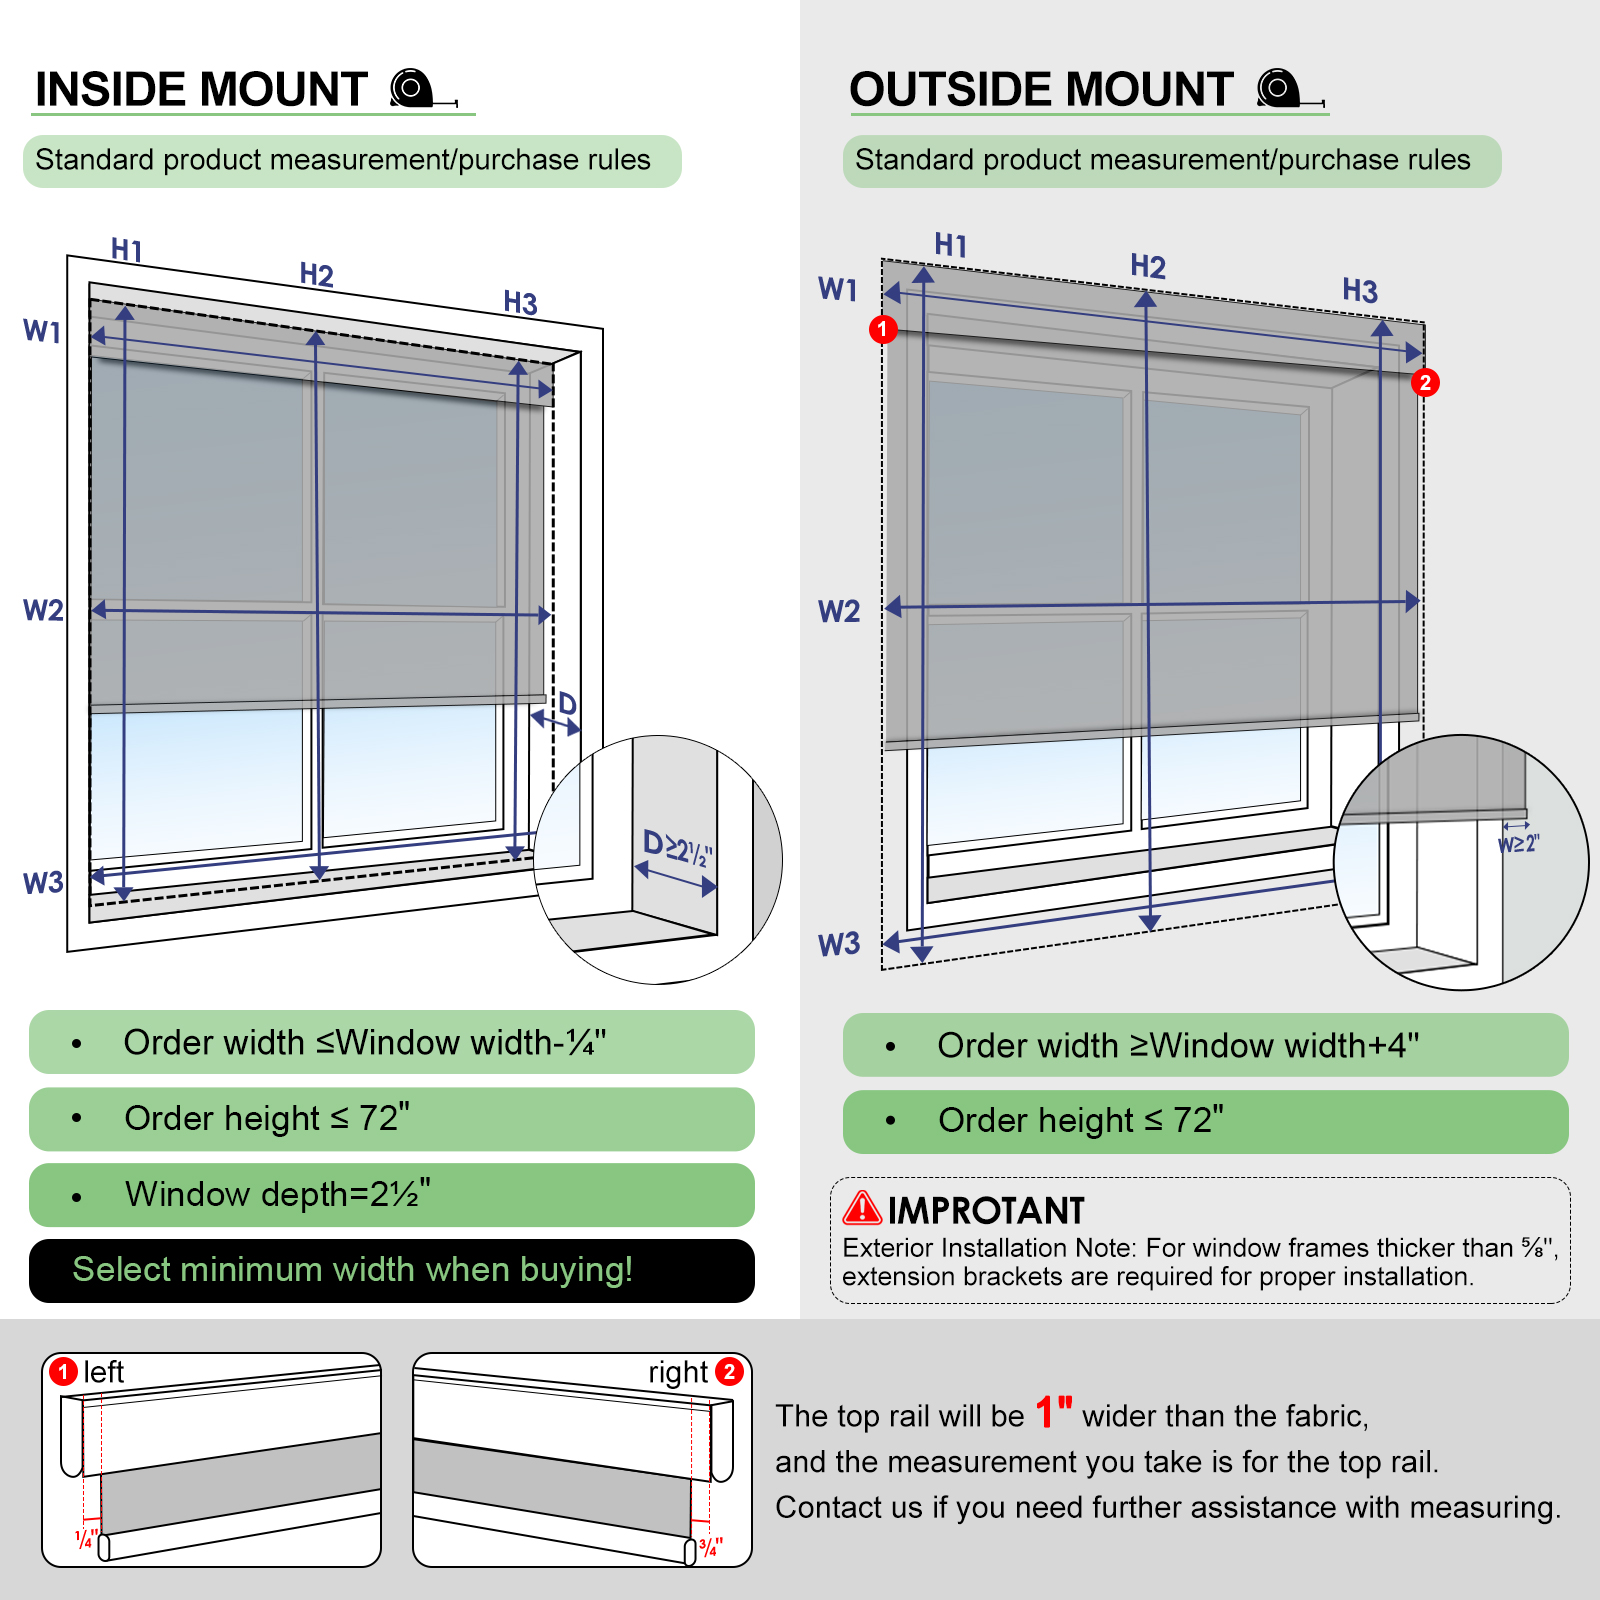 INSIDE MOUNT
Standard product measurement/purchase rules
H1
H2
H3
W1
W2
D
W3
D≥2½"
• Order width ≤Window width-¼"
• Order height ≤ 72"
• Window depth=2½"
Select minimum width when buying!
OUTSIDE MOUNT
Standard product measurement/purchase rules
H1
H2
H3
W1
1
2
W2
W≥2"
W3
• Order width ≥Window width+4"
• Order height ≤ 72"
IMPROTANT
Exterior Installation Note: For window frames thicker than ⅝",
extension brackets are required for proper installation.
1 left
¼"
right 2
¾"
The top rail will be 1" wider than the fabric,
and the measurement you take is for the top rail.
Contact us if you need further assistance with measuring.